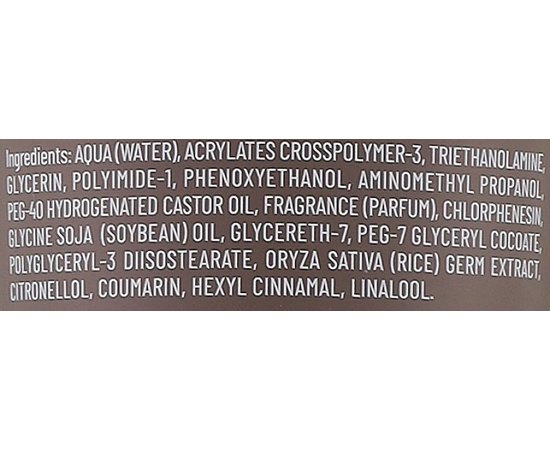 Ingredients: AQUA (WATER), ACRYLATES CROSSPOLYMER-3, TRIETHANOLAMINE,
GLYCERIN, POLYIMIDE-1, PHENOXYETHANOL, AMINOMETHYL PROPANOL,
PEG-40 HYDROGENATED CASTOR OIL, FRAGRANCE (PARFUM), CHLORPHENESIN,
GLYCINE SOJA (SOYBEAN) OIL, GLYCERETH-7, PEG-7 GLYCERYL COCOATE,
POLYGLYCERYL-3 DIISOSTEARATE, ORYZA SATIVA (RICE) GERM EXTRACT,
CITRONELLOL, COUMARIN, HEXYL CINNAMAL, LINALOOL.